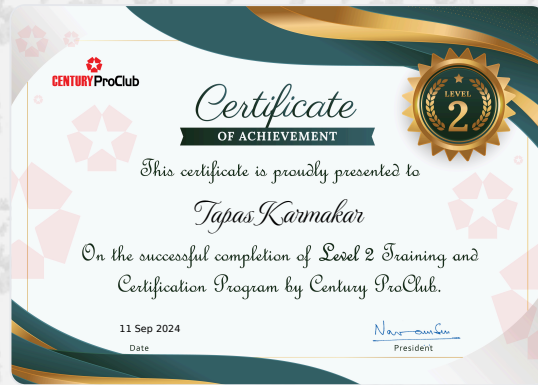 CENTURY ProClub
LEVEL
2
Certificate
OF ACHIEVEMENT
This certificate is proudly presented to
Tapas Karmakar
On the successful completion of Level 2 Training and
Certification Program by Century ProClub.
11 Sep 2024
Date
President